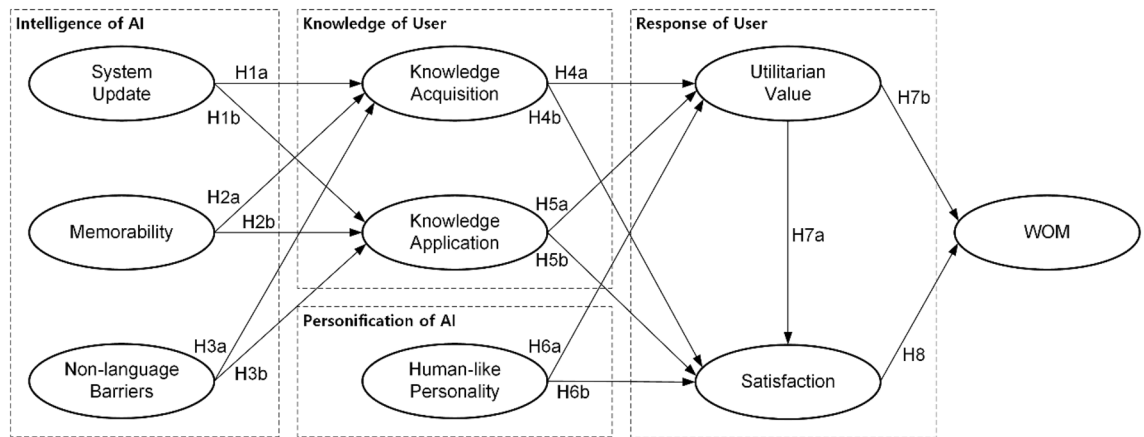 Intelligence of AI
System
Update
Memorability
Non-language
Barriers
H1a
H1b
H2a
H2b
H3a
H3b
Knowledge of User
Knowledge
Acquisition
Knowledge
Application
Personification of AI
Human-like
Personality
H4a
H4b
H5a
H5b
H6a
H6b
Response of User
Utilitarian
Value
H7a
Satisfaction
H7b
H8
WOM